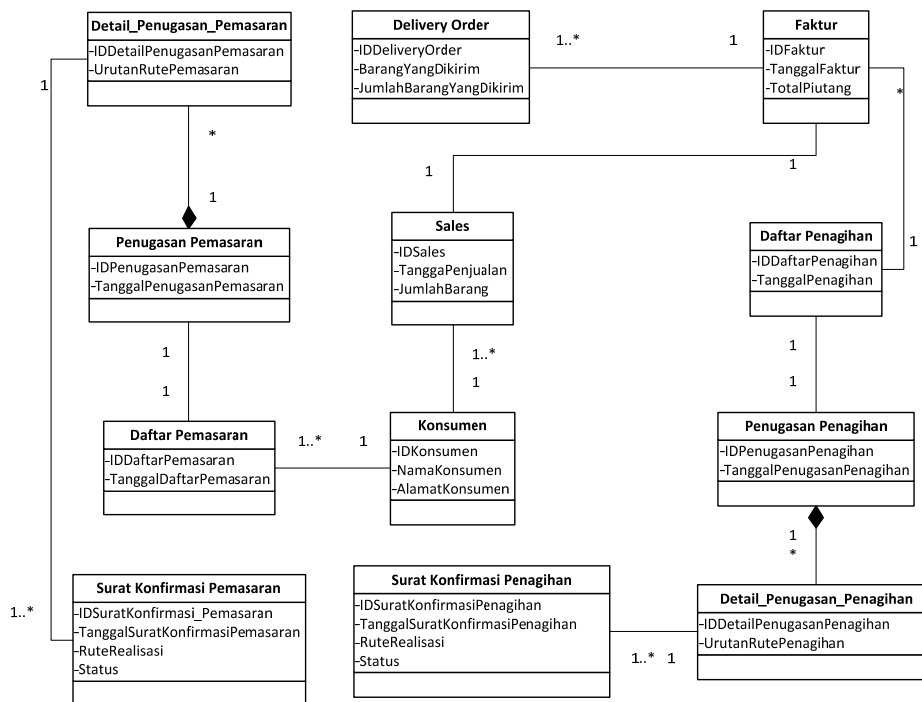 Detail_Penugasan_Pemasaran
-IDDetailPenugasanPemasaran
-UrutanRutePemasaran
1
*
1
Delivery Order
-IDDeliveryOrder
-BarangYangDikirim
-JumlahBarangYangDikirim
1..*
1
Faktur
-IDFaktur
-TanggalFaktur
-TotalPiutang
*
1
1
1
Penugasan Pemasaran
-IDPenugasanPemasaran
-TanggalPenugasanPemasaran
1
1
Sales
-IDSales
-TanggaPenjualan
-JumlahBarang
1..*
1
Daftar Penagihan
-IDDaftarPenagihan
-TanggalPenagihan
1
1
Daftar Pemasaran
-IDDaftarPemasaran
-TanggalDaftarPemasaran
1..*
1
Konsumen
-IDKonsumen
-NamaKonsumen
-AlamatKonsumen
Penugasan Penagihan
-IDPenugasanPenagihan
-TanggalPenugasanPenagihan
1
*
1..*
Surat Konfirmasi Pemasaran
-IDSuratKonfirmasi_Pemasaran
-TanggalSuratKonfirmasiPemasaran
-RuteRealisasi
-Status
Surat Konfirmasi Penagihan
-IDSuratKonfirmasiPenagihan
-TanggalSuratKonfirmasiPenagihan
-RuteRealisasi
-Status
1..*
1
Detail_Penugasan_Penagihan
-IDDetailPenugasanPenagihan
-UrutanRutePenagihan